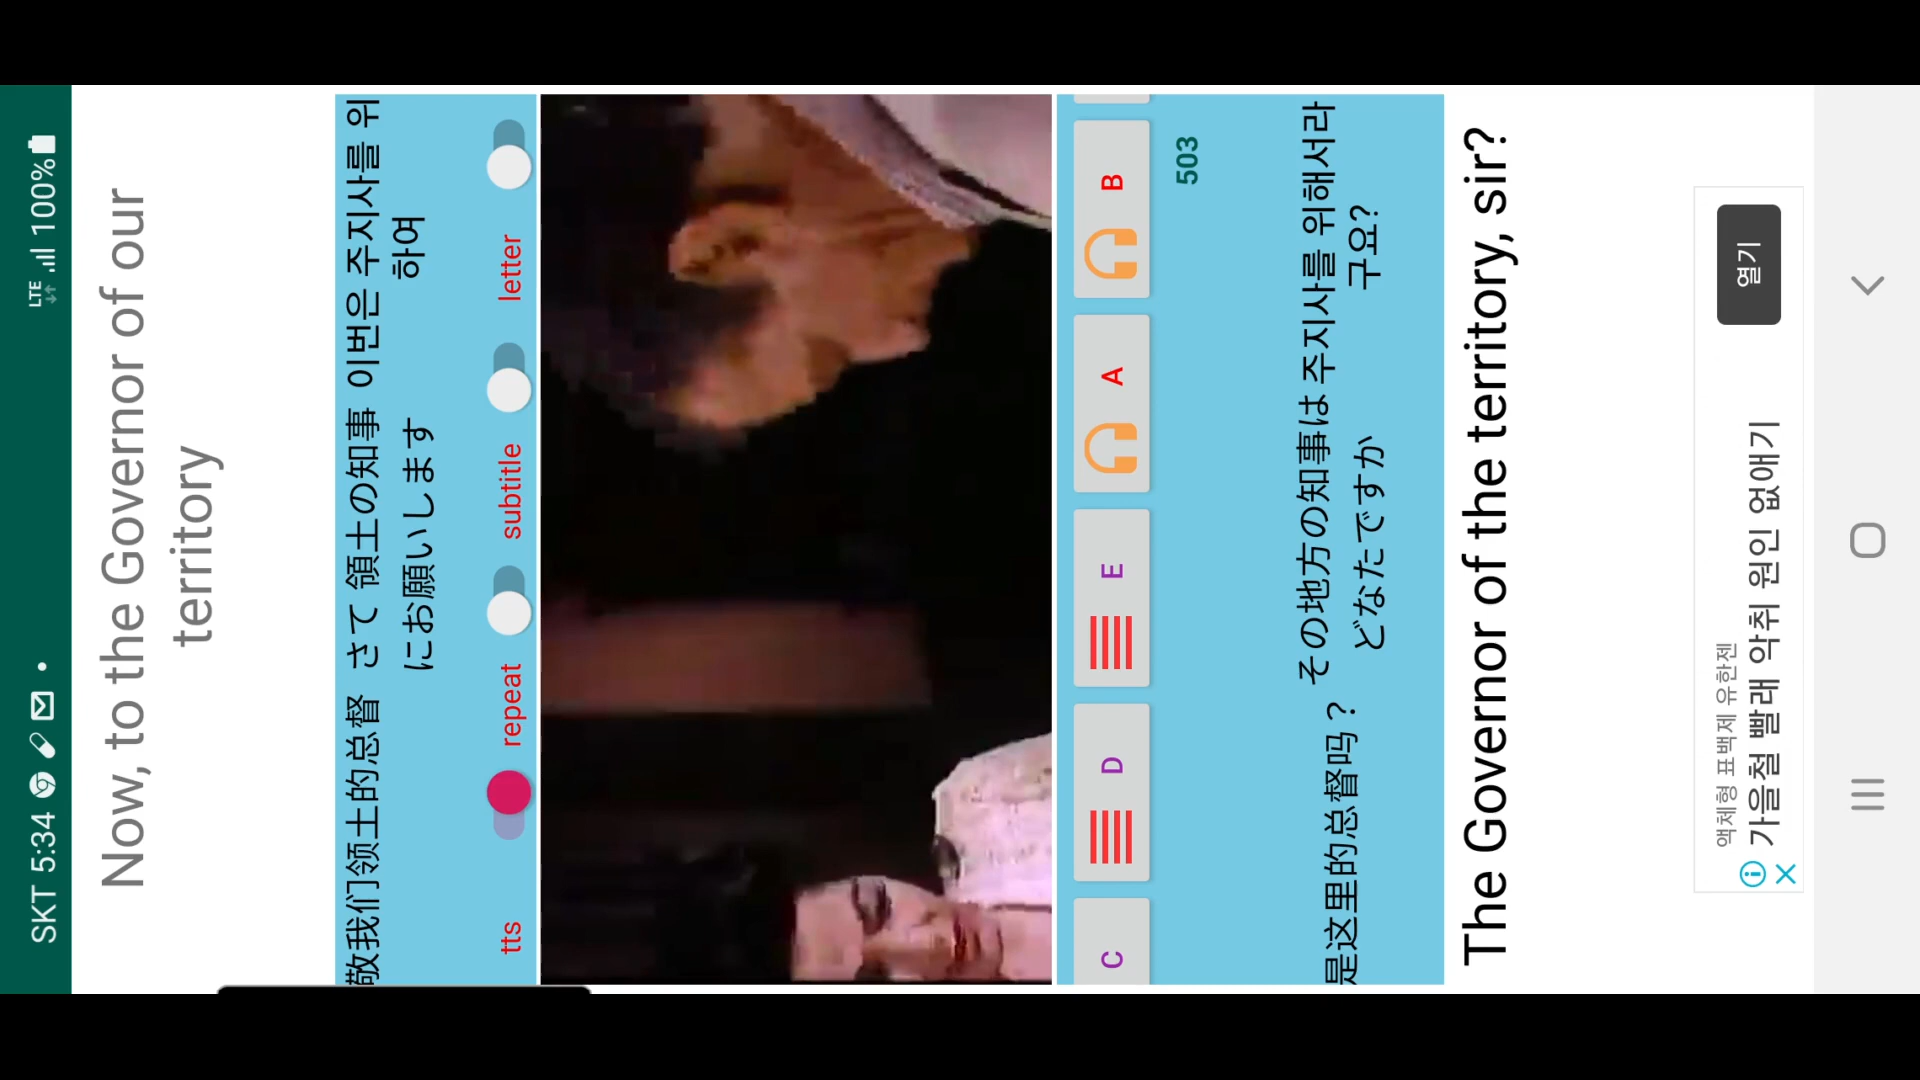 SKT 5:34
LTE 100%
Now, to the Governor of our
territory
敬我们领土的总督 さて 領土の知事 이번은 주지사를 위
にお願いします 하여
tts repeat subtitle letter
C D E A B
503
是这里的总督吗？ その地方の知事は 주지사를 위해서라
どなたですか 구요?
The Governor of the territory, sir?
액체형 표백제 유한젠
가을철 빨래 악취 원인 없애기
열기